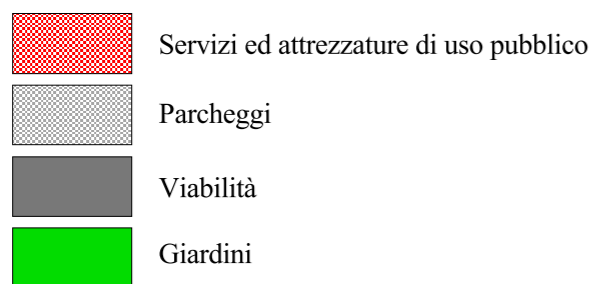 Servizi ed attrezzature di uso pubblico
Parcheggi
Viabilità
Giardini